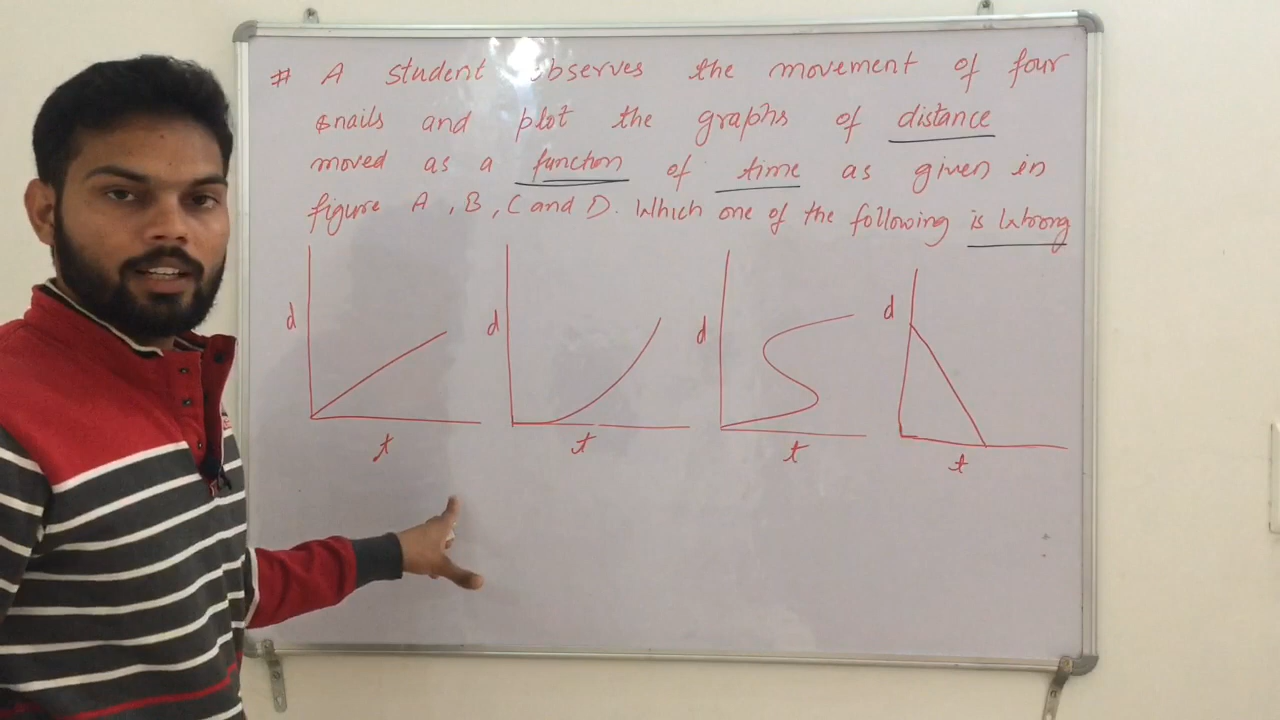 # A student observes the movement of four
snails and plot the graphs of distance
moved as a function of time as given in
figure A, B, C and D. Which one of the following is Wrong
d d d d
t t t t